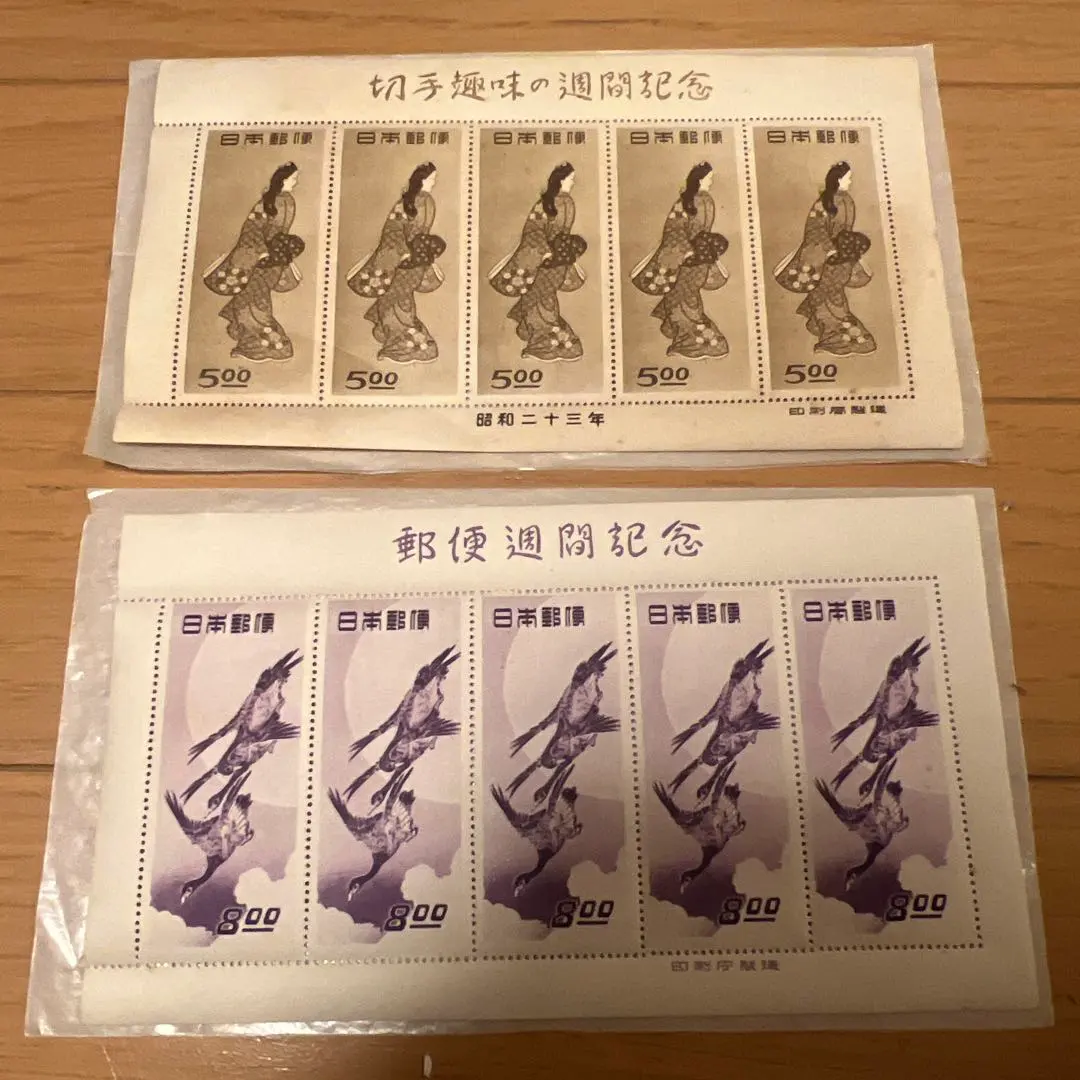 切手趣味の週間記念
日本郵便 日本郵便 日本郵便 日本郵便 日本郵便
5.00 5.00 5.00 5.00 5.00
昭和二十三年
印刷局製造
郵便週間記念
日本郵便 日本郵便 日本郵便 日本郵便 日本郵便
8.00 8.00 8.00 8.00 8.00
印刷庁製造